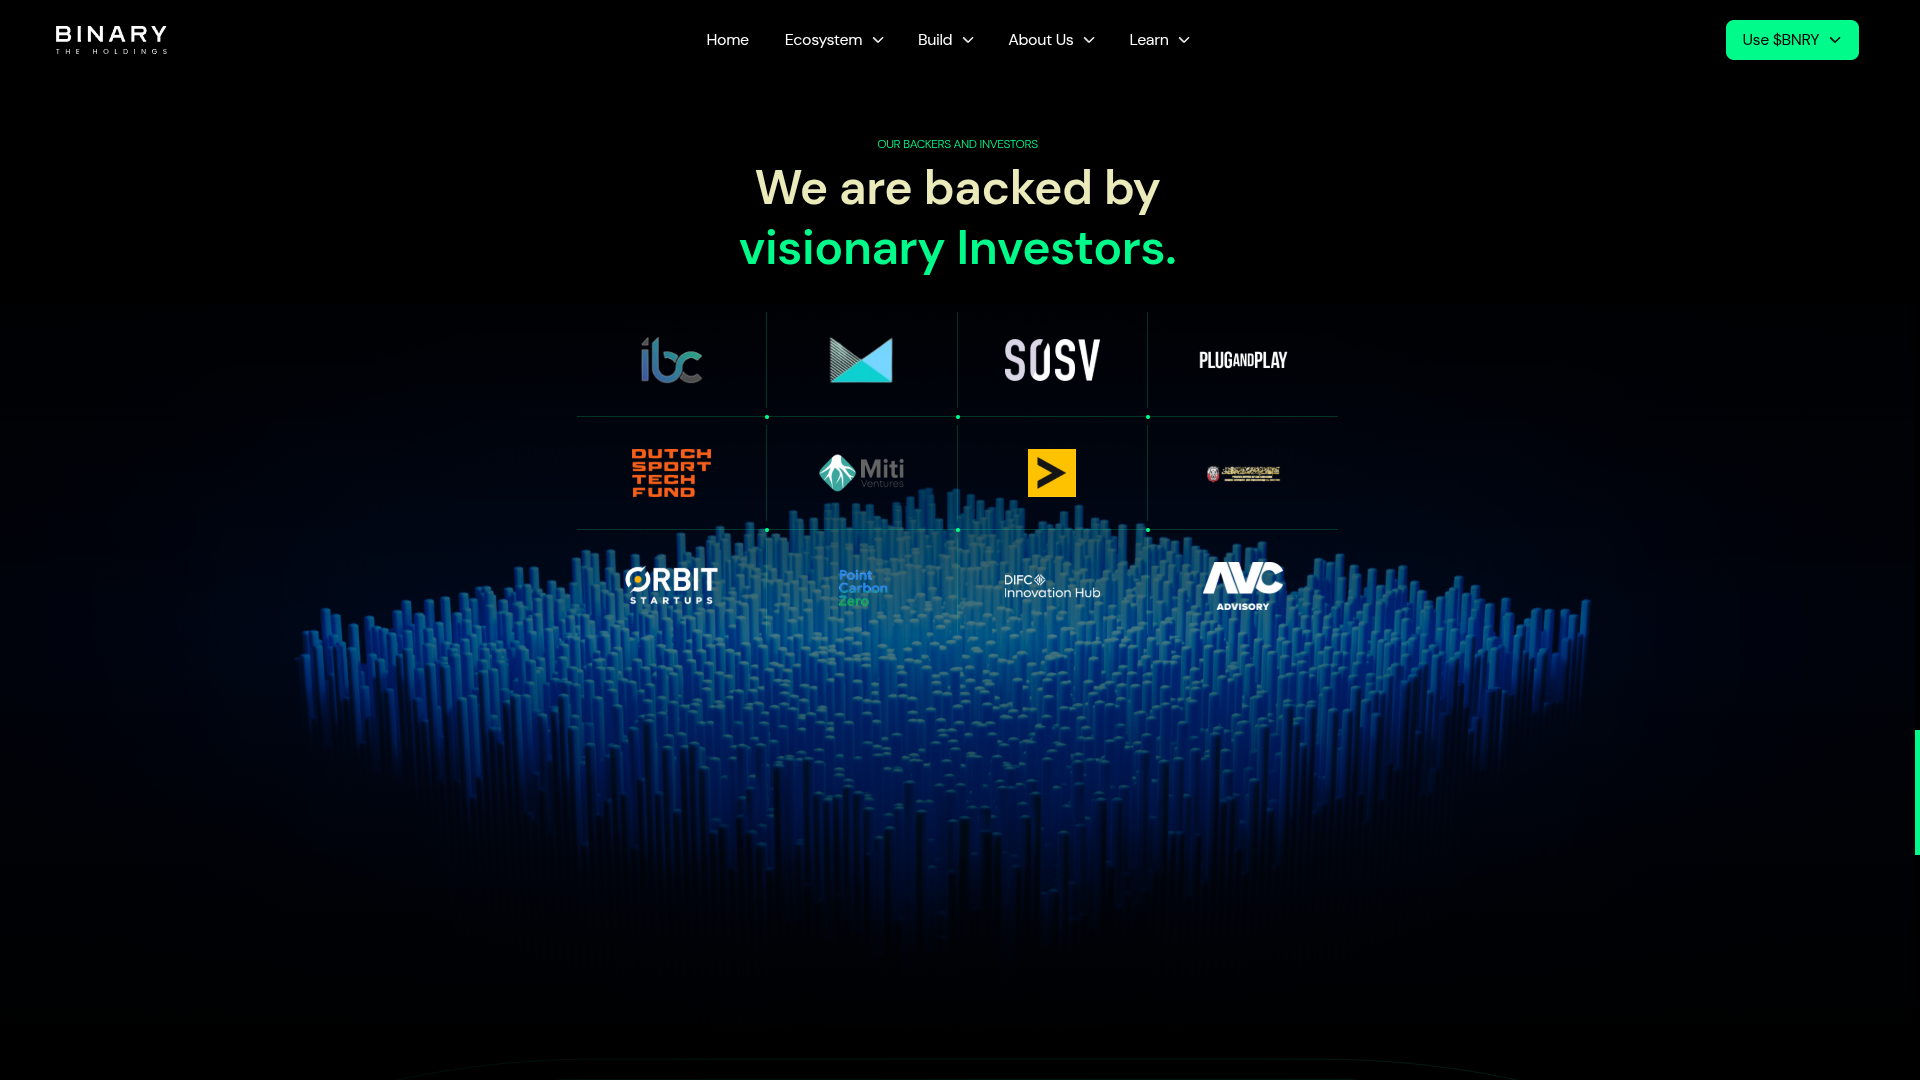 BINARY
THE HOLDINGS
Home
Ecosystem
Build
About Us
Learn
Use $BNRY
OUR BACKERS AND INVESTORS
We are backed by
visionary Investors.
ibc
SOSV
PLUGANDPLAY
DUTCH
SPORT
TECH
FUND
Miti
Ventures
ORBIT
STARTUPS
Point
Carbon
Zero
DIFC
Innovation Hub
AVC
ADVISORY